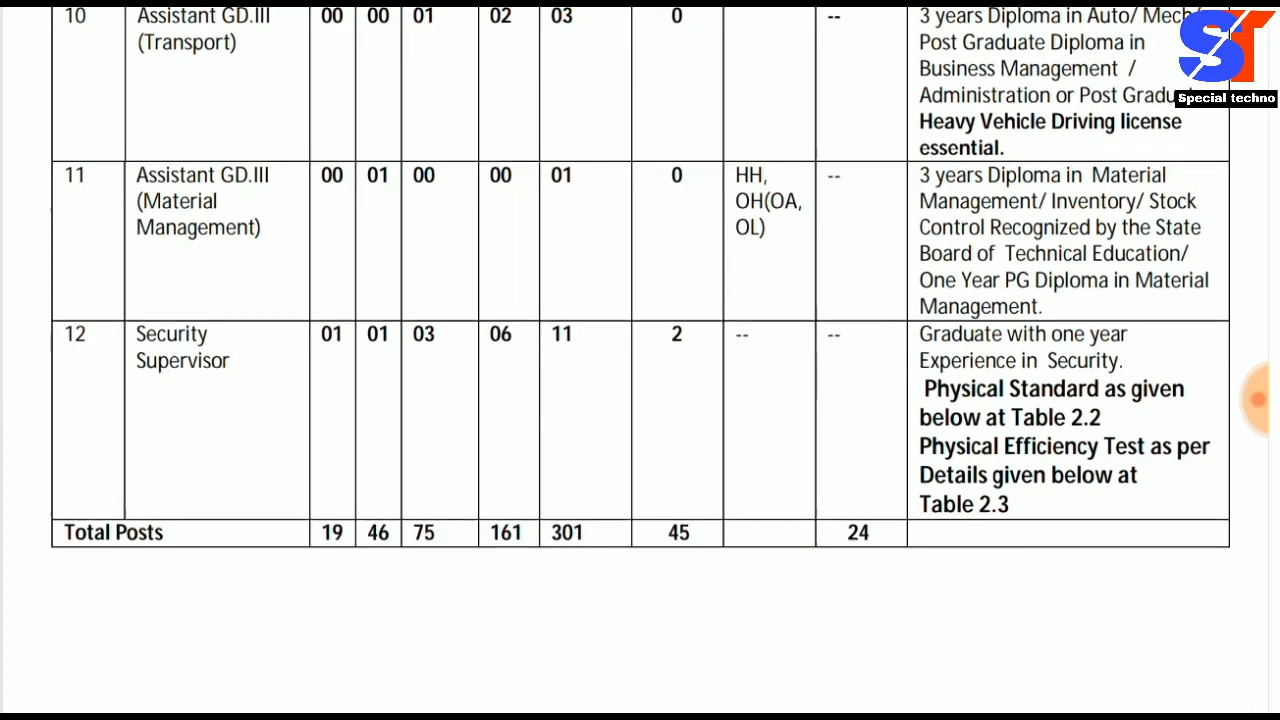 10 Assistant GD.III 00 00 01 02 03 0 -- 3 years Diploma in Auto/ Mech/
(Transport) Post Graduate Diploma in
Business Management /
Administration or Post
Heavy Vehicle Driving license
essential.
ST
Special techno
11 Assistant GD.III 00 01 00 00 01 0 HH, -- 3 years Diploma in Material
(Material OH(OA, Management/ Inventory/ Stock
Management) OL) Control Recognized by the State
Board of Technical Education/
One Year PG Diploma in Material
Management.
12 Security 01 01 03 06 11 2 -- -- Graduate with one year
Supervisor Experience in Security.
Physical Standard as given
below at Table 2.2
Physical Efficiency Test as per
Details given below at
Table 2.3
Total Posts 19 46 75 161 301 45 24